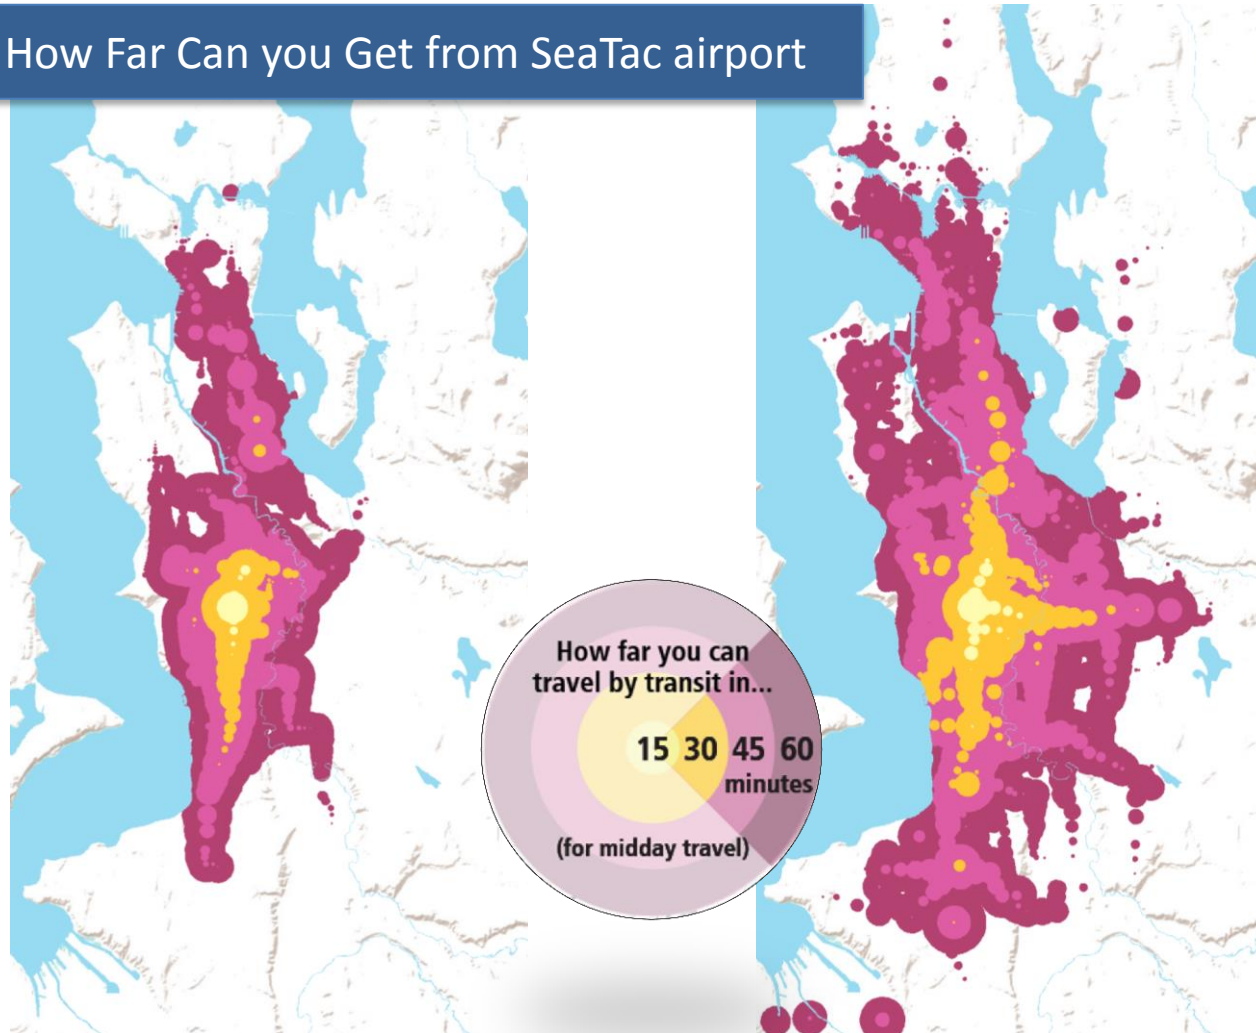 How Far Can you Get from SeaTac airport
How far you can
travel by transit in...
15 30 45 60
minutes
(for midday travel)